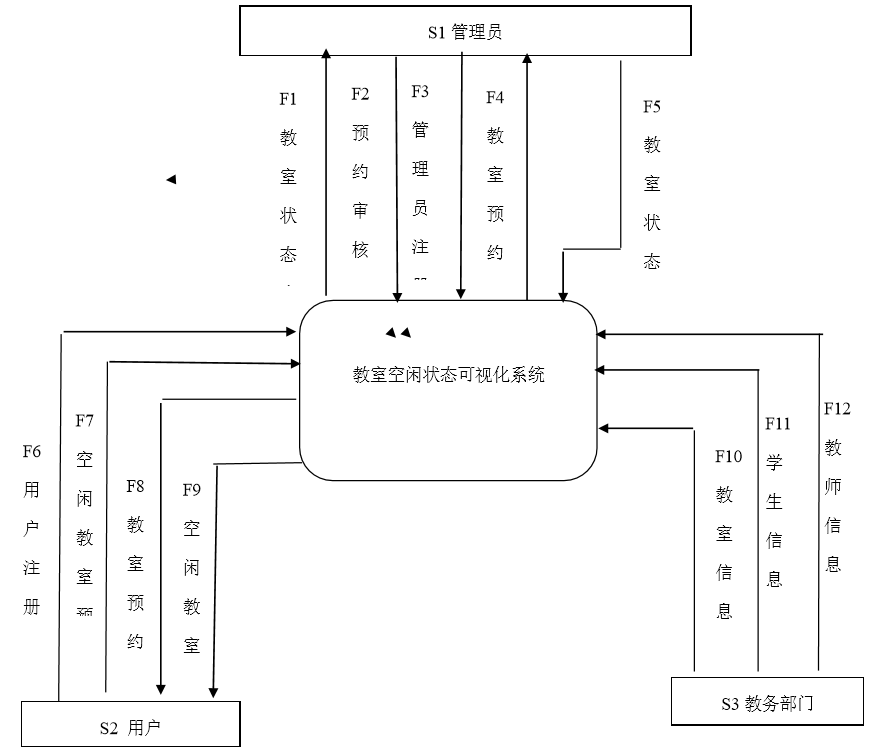 S1 管理员
F1
教
室
状
态
F2
预
约
审
核
F3
管
理
员
注
F4
教
室
预
约
F5
教
室
状
态
教室空闲状态可视化系统
F6
用
户
注
册
F7
空
闲
教
室
预
F8
教
室
预
约
F9
空
闲
教
室
F10
教
室
信
息
F11
学
生
信
息
F12
教
师
信
息
S2 用户
S3 教务部门